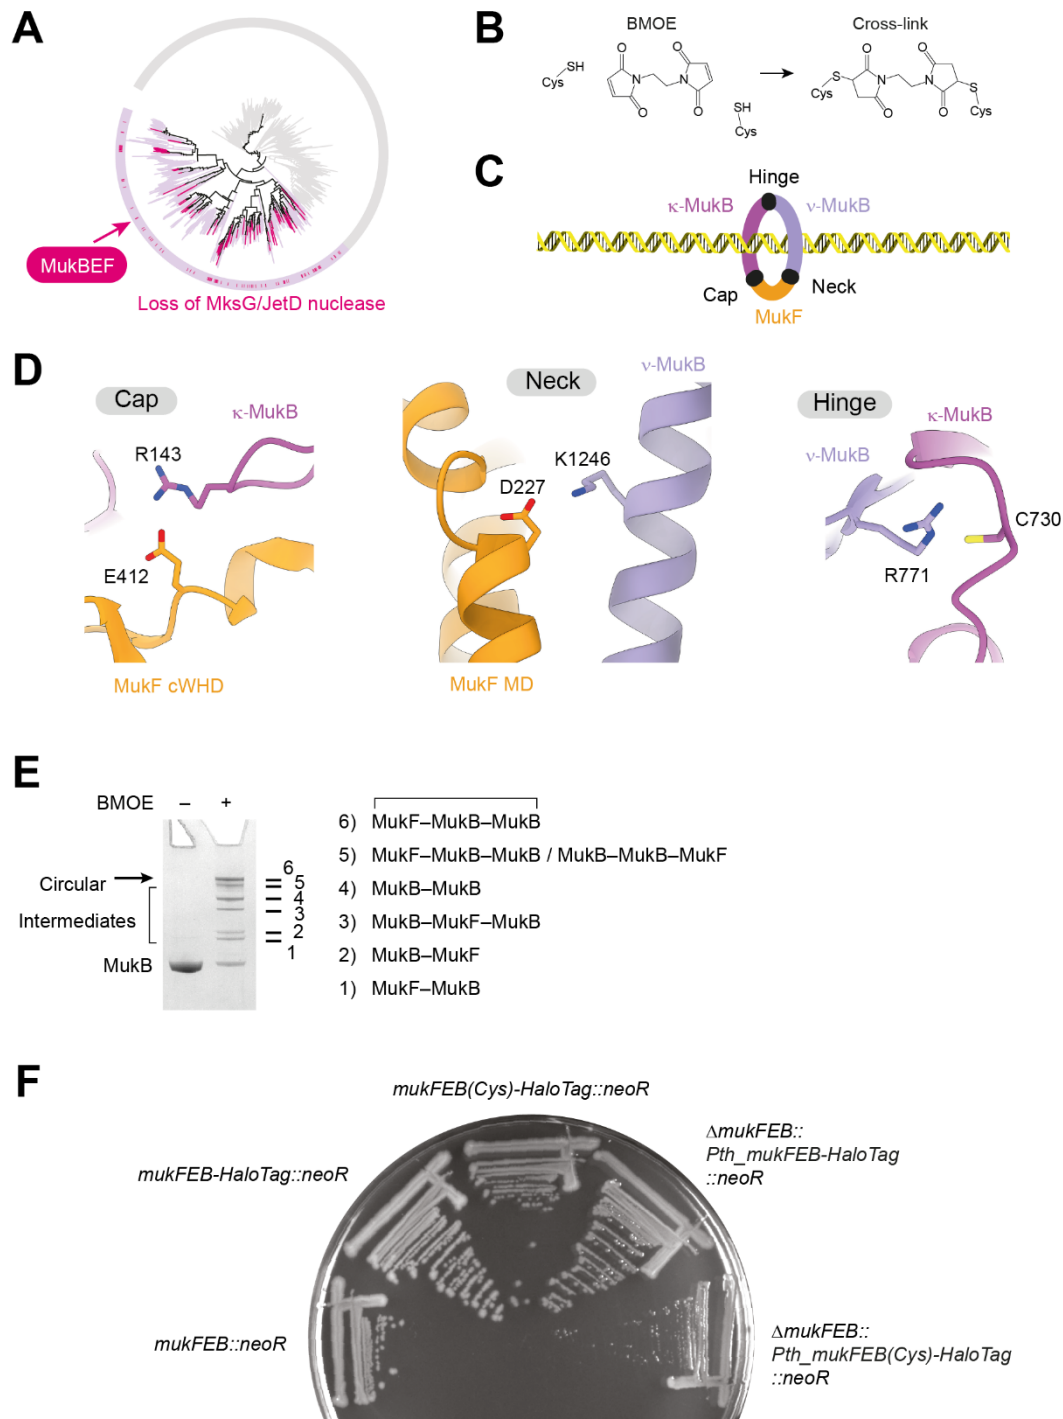 A
MukBEF
Loss of MksG/JetD nuclease
B
BMOE
Cross-link
SH
Cys
O
O
N
N
O
O
SH
Cys
O
O
S
Cys
N
N
S
Cys
O
O
C
Hinge
κ-MukB
ν-MukB
Cap
Neck
MukF
D
Cap
κ-MukB
R143
E412
MukF cWHD
Neck
ν-MukB
K1246
D227
MukF MD
Hinge
κ-MukB
ν-MukB
C730
R771
E
BMOE – +
Circular
Intermediates
MukB
6
5
4
3
2
1
6) MukF–MukB–MukB
5) MukF–MukB–MukB / MukB–MukB–MukF
4) MukB–MukB
3) MukB–MukF–MukB
2) MukB–MukF
1) MukF–MukB
F
mukFEB(Cys)-HaloTag::neoR
mukFEB-HaloTag::neoR
ΔmukFEB::
Pth_mukFEB-HaloTag
::neoR
mukFEB::neoR
ΔmukFEB::
Pth_mukFEB(Cys)-HaloTag
::neoR